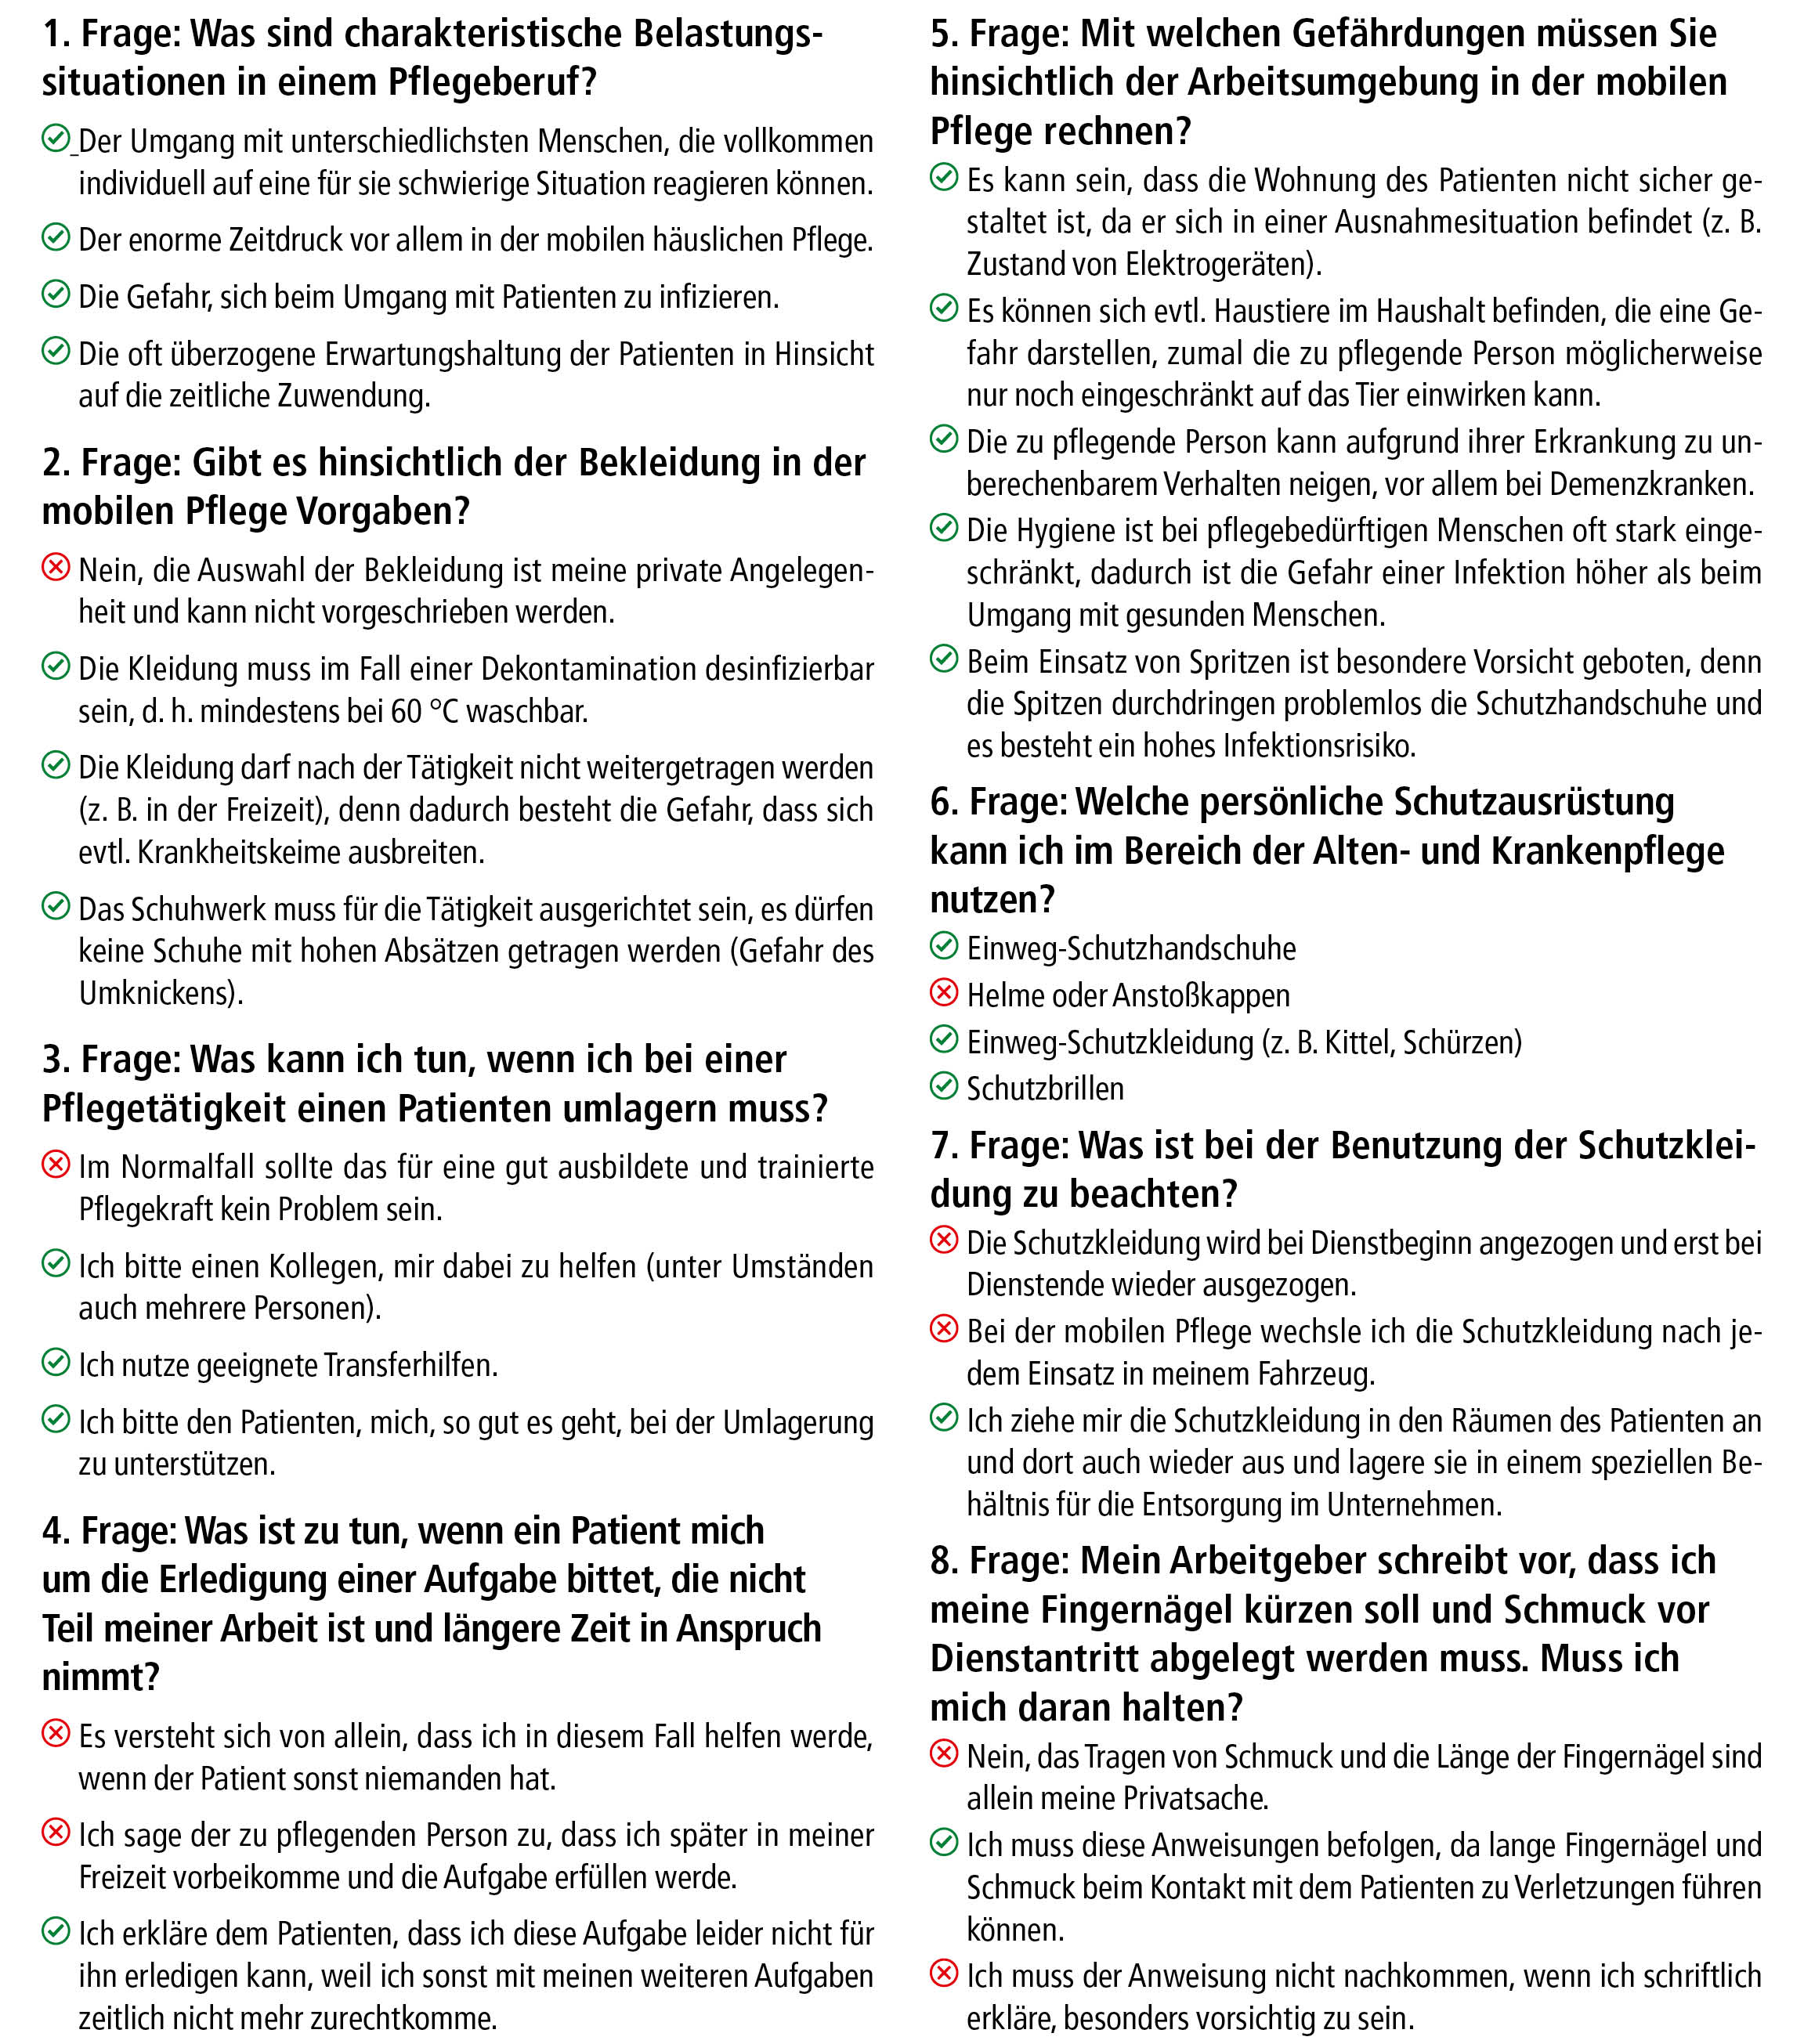 1. Frage: Was sind charakteristische Belastungs-
situationen in einem Pflegeberuf?
Der Umgang mit unterschiedlichsten Menschen, die vollkommen
individuell auf eine für sie schwierige Situation reagieren können.
Der enorme Zeitdruck vor allem in der mobilen häuslichen Pflege.
Die Gefahr, sich beim Umgang mit Patienten zu infizieren.
Die oft überzogene Erwartungshaltung der Patienten in Hinsicht
auf die zeitliche Zuwendung.
2. Frage: Gibt es hinsichtlich der Bekleidung in der
mobilen Pflege Vorgaben?
Nein, die Auswahl der Bekleidung ist meine private Angelegen-
heit und kann nicht vorgeschrieben werden.
Die Kleidung muss im Fall einer Dekontamination desinfizierbar
sein, d. h. mindestens bei 60 °C waschbar.
Die Kleidung darf nach der Tätigkeit nicht weitergetragen werden
(z. B. in der Freizeit), denn dadurch besteht die Gefahr, dass sich
evtl. Krankheitskeime ausbreiten.
Das Schuhwerk muss für die Tätigkeit ausgerichtet sein, es dürfen
keine Schuhe mit hohen Absätzen getragen werden (Gefahr des
Umknickens).
3. Frage: Was kann ich tun, wenn ich bei einer
Pflegetätigkeit einen Patienten umlagern muss?
Im Normalfall sollte das für eine gut ausbildete und trainierte
Pflegekraft kein Problem sein.
Ich bitte einen Kollegen, mir dabei zu helfen (unter Umständen
auch mehrere Personen).
Ich nutze geeignete Transferhilfen.
Ich bitte den Patienten, mich, so gut es geht, bei der Umlagerung
zu unterstützen.
4. Frage: Was ist zu tun, wenn ein Patient mich
um die Erledigung einer Aufgabe bittet, die nicht
Teil meiner Arbeit ist und längere Zeit in Anspruch
nimmt?
Es versteht sich von allein, dass ich in diesem Fall helfen werde,
wenn der Patient sonst niemanden hat.
Ich sage der zu pflegenden Person zu, dass ich später in meiner
Freizeit vorbeikomme und die Aufgabe erfüllen werde.
Ich erkläre dem Patienten, dass ich diese Aufgabe leider nicht für
ihn erledigen kann, weil ich sonst mit meinen weiteren Aufgaben
zeitlich nicht mehr zurechtkomme.
5. Frage: Mit welchen Gefährdungen müssen Sie
hinsichtlich der Arbeitsumgebung in der mobilen
Pflege rechnen?
Es kann sein, dass die Wohnung des Patienten nicht sicher ge-
staltet ist, da er sich in einer Ausnahmesituation befindet (z. B.
Zustand von Elektrogeräten).
Es können sich evtl. Haustiere im Haushalt befinden, die eine Ge-
fahr darstellen, zumal die zu pflegende Person möglicherweise
nur noch eingeschränkt auf das Tier einwirken kann.
Die zu pflegende Person kann aufgrund ihrer Erkrankung zu un-
berechenbarem Verhalten neigen, vor allem bei Demenzkranken.
Die Hygiene ist bei pflegebedürftigen Menschen oft stark einge-
schränkt, dadurch ist die Gefahr einer Infektion höher als beim
Umgang mit gesunden Menschen.
Beim Einsatz von Spritzen ist besondere Vorsicht geboten, denn
die Spitzen durchdringen problemlos die Schutzhandschuhe und
es besteht ein hohes Infektionsrisiko.
6. Frage: Welche persönliche Schutzausrüstung
kann ich im Bereich der Alten- und Krankenpflege
nutzen?
Einweg-Schutzhandschuhe
Helme oder Anstoßkappen
Einweg-Schutzkleidung (z. B. Kittel, Schürzen)
Schutzbrillen
7. Frage: Was ist bei der Benutzung der Schutzklei-
dung zu beachten?
Die Schutzkleidung wird bei Dienstbeginn angezogen und erst bei
Dienstende wieder ausgezogen.
Bei der mobilen Pflege wechsle ich die Schutzkleidung nach je-
dem Einsatz in meinem Fahrzeug.
Ich ziehe mir die Schutzkleidung in den Räumen des Patienten an
und dort auch wieder aus und lagere sie in einem speziellen Be-
hältnis für die Entsorgung im Unternehmen.
8. Frage: Mein Arbeitgeber schreibt vor, dass ich
meine Fingernägel kürzen soll und Schmuck vor
Dienstantritt abgelegt werden muss. Muss ich
mich daran halten?
Nein, das Tragen von Schmuck und die Länge der Fingernägel sind
allein meine Privatsache.
Ich muss diese Anweisungen befolgen, da lange Fingernägel und
Schmuck beim Kontakt mit dem Patienten zu Verletzungen führen
können.
Ich muss der Anweisung nicht nachkommen, wenn ich schriftlich
erkläre, besonders vorsichtig zu sein.